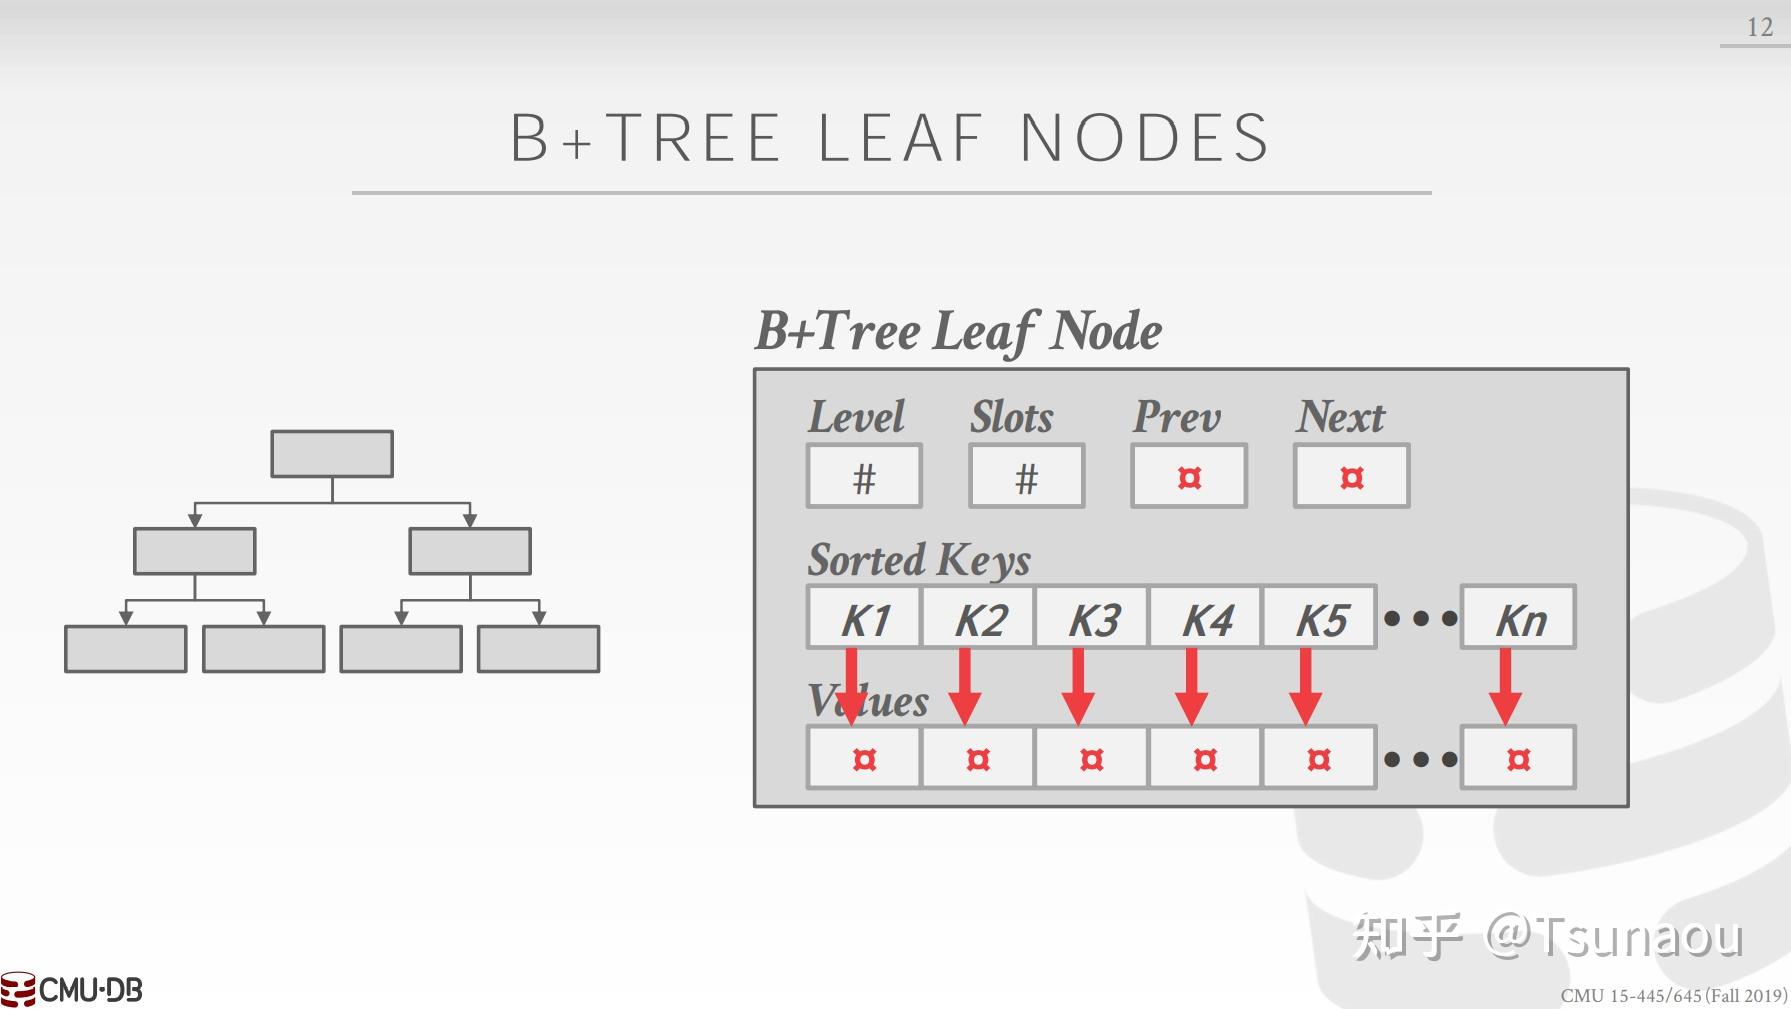 12
B+TREE LEAF NODES
B+Tree Leaf Node
Level Slots Prev Next
# # ¤ ¤
Sorted Keys
K1 K2 K3 K4 K5 ••• Kn
Values
¤ ¤ ¤ ¤ ¤ ••• ¤
知乎 @Tsunaou
CMU·DB
CMU 15-445/645 (Fall 2019)